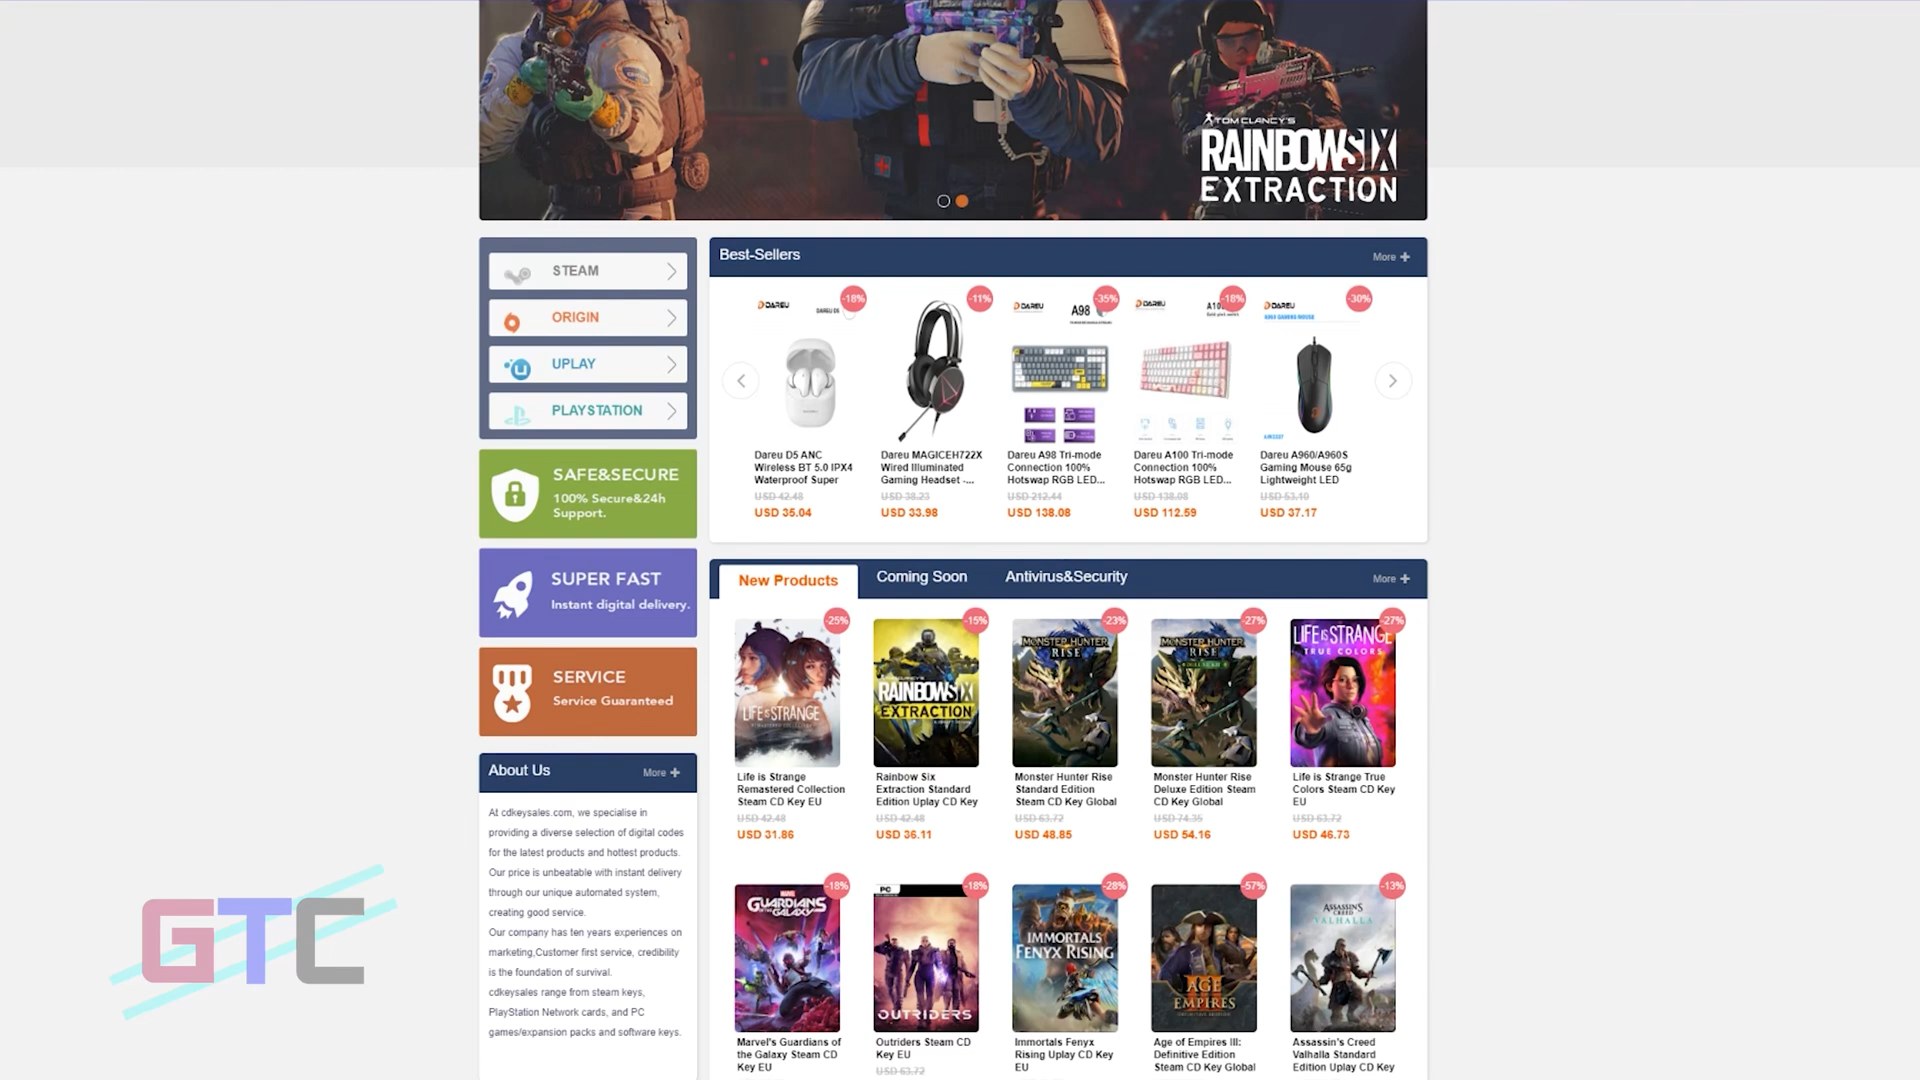 TOM CLANCY'S
RAINBOWSIX
EXTRACTION
STEAM
ORIGIN
UPLAY
PLAYSTATION
SAFE&SECURE
100% Secure&24h
Support.
SUPER FAST
Instant digital delivery.
SERVICE
Service Guaranteed
About Us
More +
At cdkeysales.com, we specialise in
providing a diverse selection of digital codes
for the latest products and hottest products.
Our price is unbeatable with instant delivery
through our unique automated system,
creating good service.
Our company has ten years experiences on
marketing,Customer first service, credibility
is the foundation of survival.
cdkeysales range from steam keys,
PlayStation Network cards, and PC
games/expansion packs and software keys.
Best-Sellers
More +
DAREU
-18%
Dareu D5 ANC
Wireless BT 5.0 IPX4
Waterproof Super
USD 42.48
USD 35.04
-11%
Dareu MAGICEH722X
Wired Illuminated
Gaming Headset -...
USD 38.23
USD 33.98
DAREU
A98
-35%
Dareu A98 Tri-mode
Connection 100%
Hotswap RGB LED...
USD 212.44
USD 138.08
DAREU
-18%
Dareu A100 Tri-mode
Connection 100%
Hotswap RGB LED...
USD 138.08
USD 112.59
DAREU
-30%
Dareu A960/A960S
Gaming Mouse 65g
Lightweight LED
USD 53.10
USD 37.17
New Products
Coming Soon
Antivirus&Security
More +
-25%
LIFE IS STRANGE
Life is Strange
Remastered Collection
Steam CD Key EU
USD 42.48
USD 31.86
-15%
RAINBOWSIX
EXTRACTION
Rainbow Six
Extraction Standard
Edition Uplay CD Key
USD 42.48
USD 36.11
-23%
MONSTER HUNTER
RISE
Monster Hunter Rise
Standard Edition
Steam CD Key Global
USD 63.72
USD 48.85
-27%
MONSTER HUNTER
RISE
Monster Hunter Rise
Deluxe Edition Steam
CD Key Global
USD 74.35
USD 54.16
-27%
LIFE IS STRANGE
TRUE COLORS
Life is Strange True
Colors Steam CD Key
EU
USD 63.72
USD 46.73
-18%
MARVEL
GUARDIANS
OF THE GALAXY
Marvel's Guardians of
the Galaxy Steam CD
Key EU
-18%
PC
OUTRIDERS
Outriders Steam CD
Key EU
USD 63.72
-28%
IMMORTALS
FENYX RISING
Immortals Fenyx
Rising Uplay CD Key
EU
-57%
AGE OF
EMPIRES
III
Age of Empires III:
Definitive Edition
Steam CD Key Global
-13%
ASSASSIN'S
CREED
VALHALLA
Assassin's Creed
Valhalla Standard
Edition Uplay CD Key
GTC